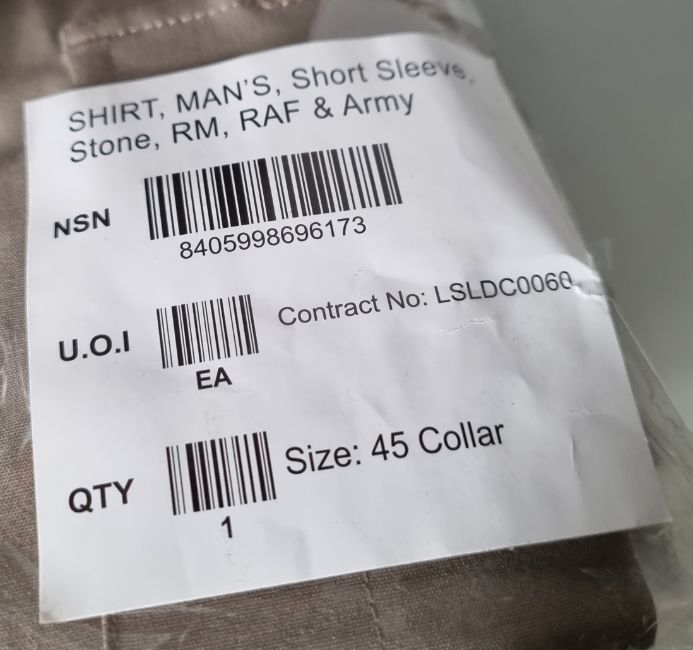 SHIRT, MAN'S, Short Sleeve,
Stone, RM, RAF & Army
NSN
8405998696173
U.O.I
EA
Contract No: LSLDC0060
QTY
1
Size: 45 Collar